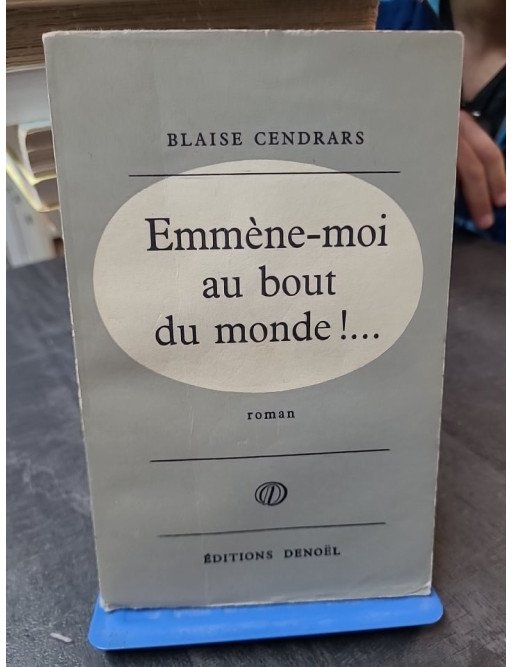 BLAISE CENDRARS
Emmène-moi
au bout
du monde !...
roman
ÉDITIONS DENOËL